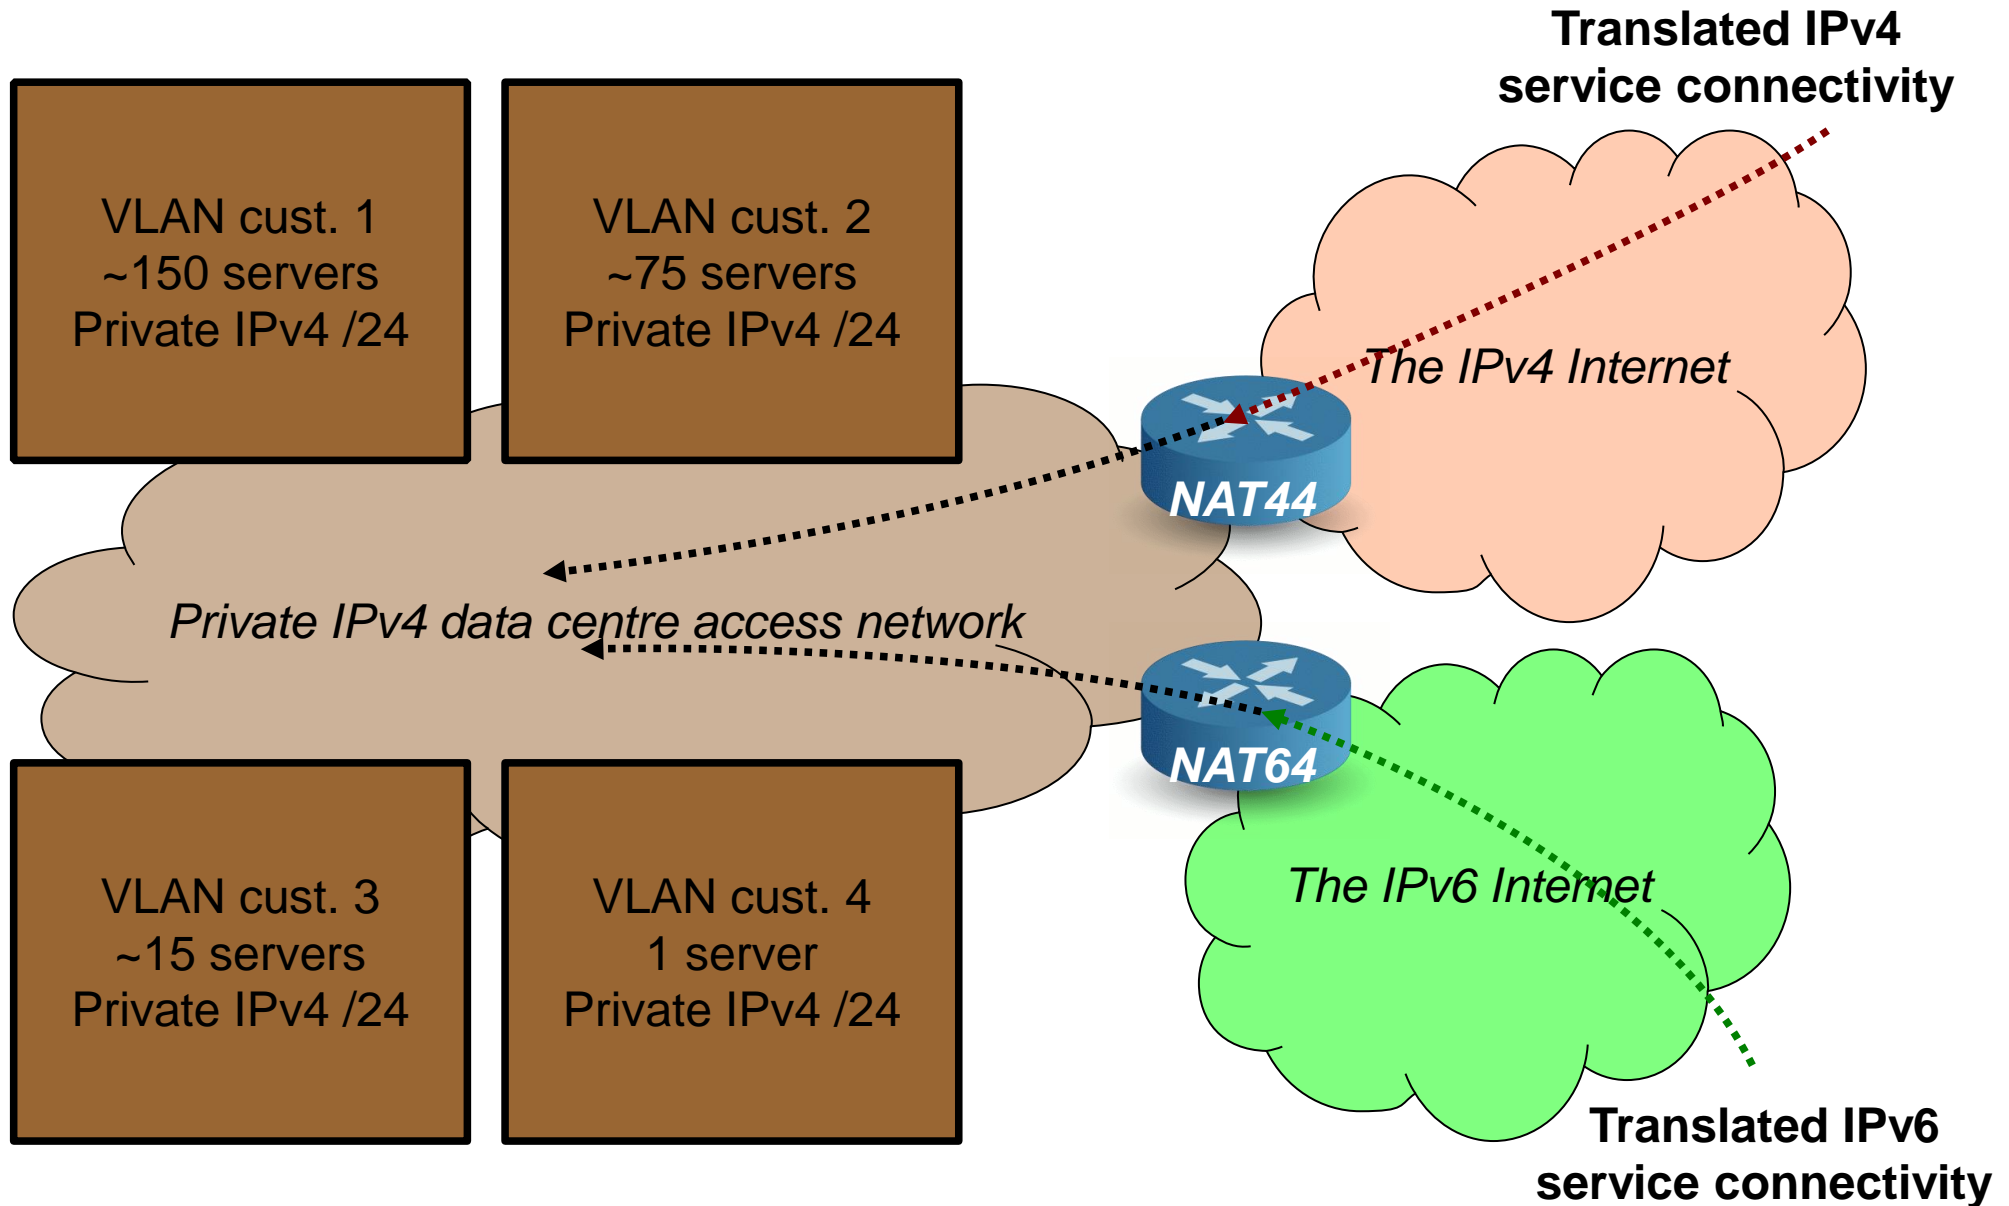 Translated IPv4
service connectivity
VLAN cust. 1
~150 servers
Private IPv4 /24
VLAN cust. 2
~75 servers
Private IPv4 /24
The IPv4 Internet
NAT44
Private IPv4 data centre access network
NAT64
The IPv6 Internet
VLAN cust. 3
~15 servers
Private IPv4 /24
VLAN cust. 4
1 server
Private IPv4 /24
Translated IPv6
service connectivity